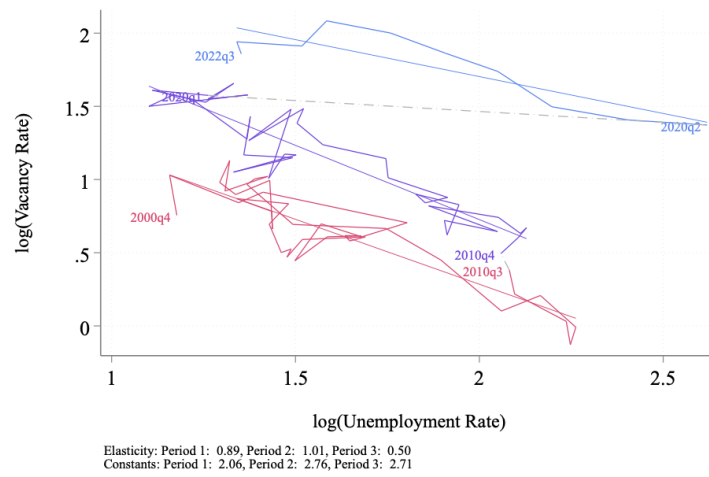 2
1.5
1
.5
0
log(Vacancy Rate)
2022q3
2020q1
2020q2
2000q4
2010q4
2010q3
1
1.5
2
2.5
log(Unemployment Rate)
Elasticity: Period 1: 0.89, Period 2: 1.01, Period 3: 0.50
Constants: Period 1: 2.06, Period 2: 2.76, Period 3: 2.71